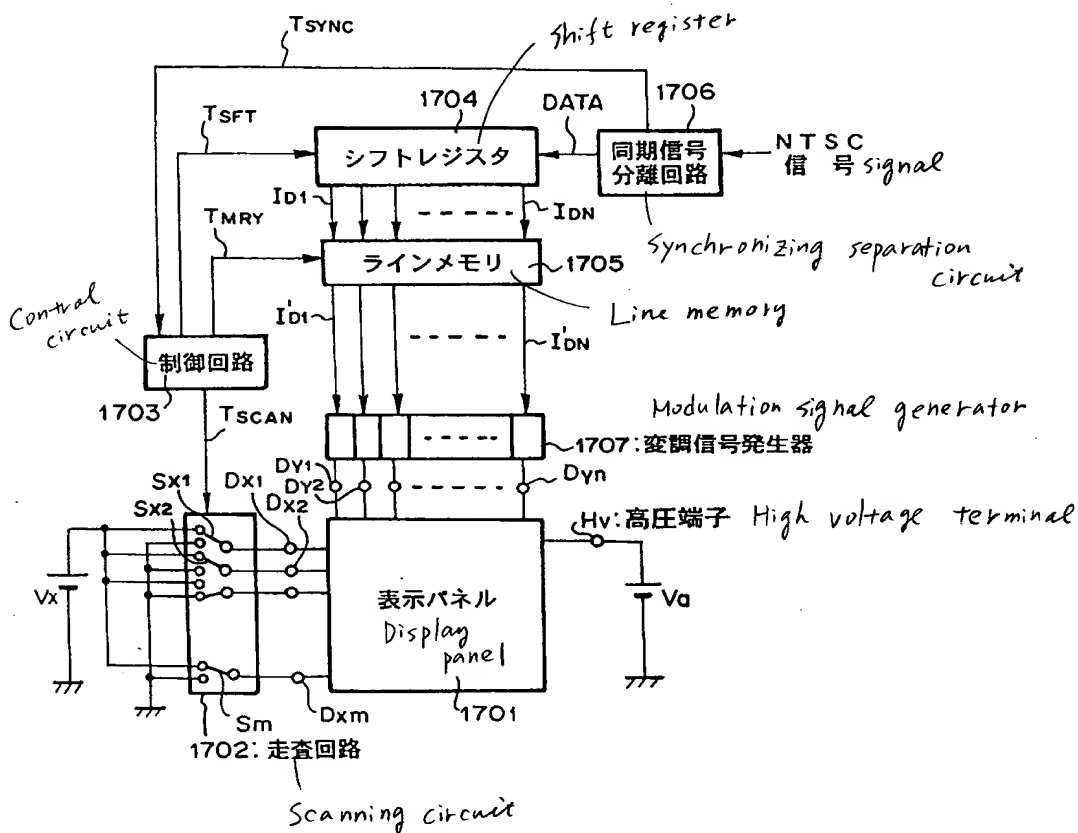 TSYNC
Shift register
1704
DATA
1706
TSFT
シフトレジスタ
同期信号
分離回路
NTSC
信号 signal
ID1
IDN
TMRY
ラインメモリ
1705
Synchronizing separation
circuit
Control
circuit
I'D1
I'DN
Line memory
制御回路
1703
TSCAN
Modulation signal generator
1707:変調信号発生器
DY1
DY2
Dyn
SX1
SX2
DX1
DX2
Hv:高圧端子 High voltage terminal
Vx
表示パネル
Display
panel
Va
1701
Sm
Dxm
1702:走査回路
Scanning circuit